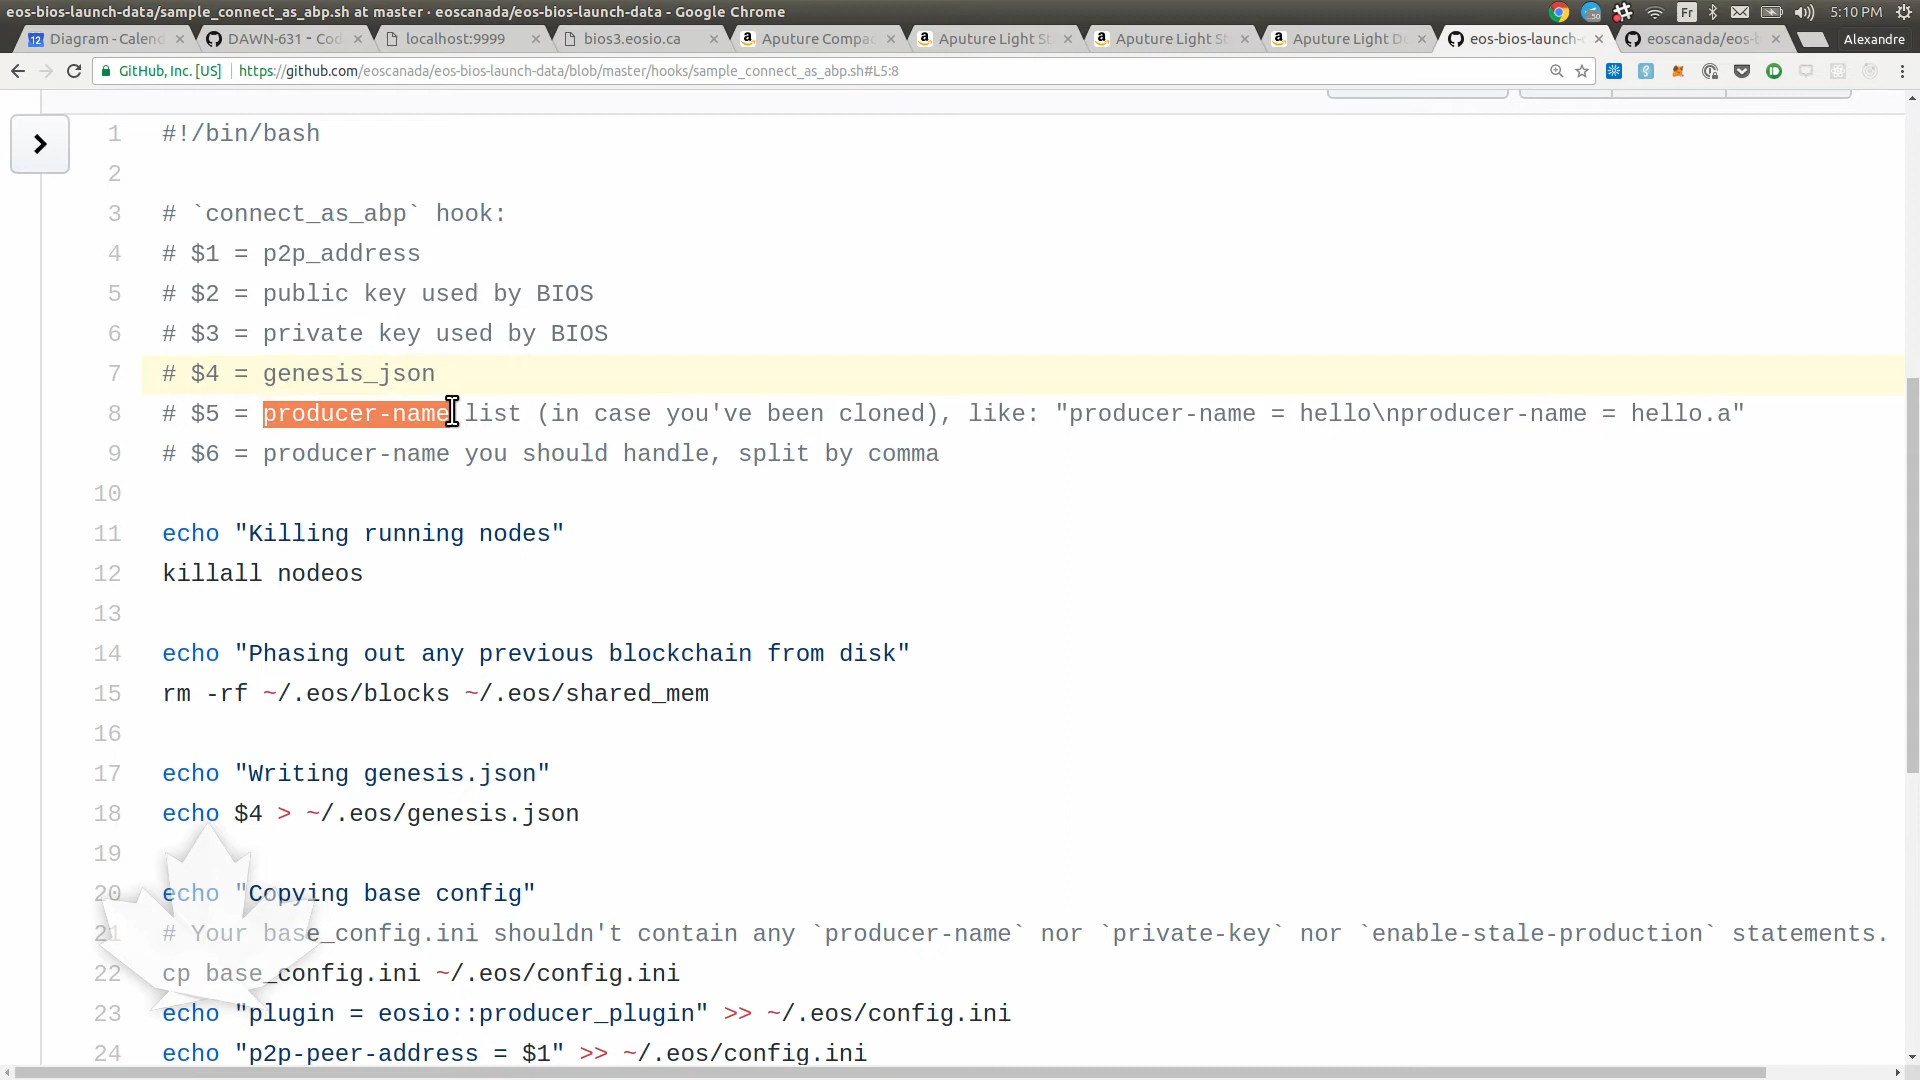 eos-bios-launch-data/sample_connect_as_abp.sh at master · eoscanada/eos-bios-launch-data - Google Chrome
Fr
5:10 PM
12 Diagram - Calend
DAWN-631 - Cod
localhost:9999
bios3.eosio.ca
Aputure Compac
Aputure Light St
Aputure Light St
Aputure Light D
eos-bios-launch-
eoscanada/eos-b
Alexandre
GitHub, Inc. [US]
https://github.com/eoscanada/eos-bios-launch-data/blob/master/hooks/sample_connect_as_abp.sh#L5:8
1 #!/bin/bash
2
3 # `connect_as_abp` hook:
4 # $1 = p2p_address
5 # $2 = public key used by BIOS
6 # $3 = private key used by BIOS
7 # $4 = genesis_json
8 # $5 = producer-name list (in case you've been cloned), like: "producer-name = hello\nproducer-name = hello.a"
9 # $6 = producer-name you should handle, split by comma
10
11 echo "Killing running nodes"
12 killall nodeos
13
14 echo "Phasing out any previous blockchain from disk"
15 rm -rf ~/.eos/blocks ~/.eos/shared_mem
16
17 echo "Writing genesis.json"
18 echo $4 > ~/.eos/genesis.json
19
20 echo "Copying base config"
21 # Your base_config.ini shouldn't contain any `producer-name` nor `private-key` nor `enable-stale-production` statements.
22 cp base_config.ini ~/.eos/config.ini
23 echo "plugin = eosio::producer_plugin" >> ~/.eos/config.ini
24 echo "p2p-peer-address = $1" >> ~/.eos/config.ini